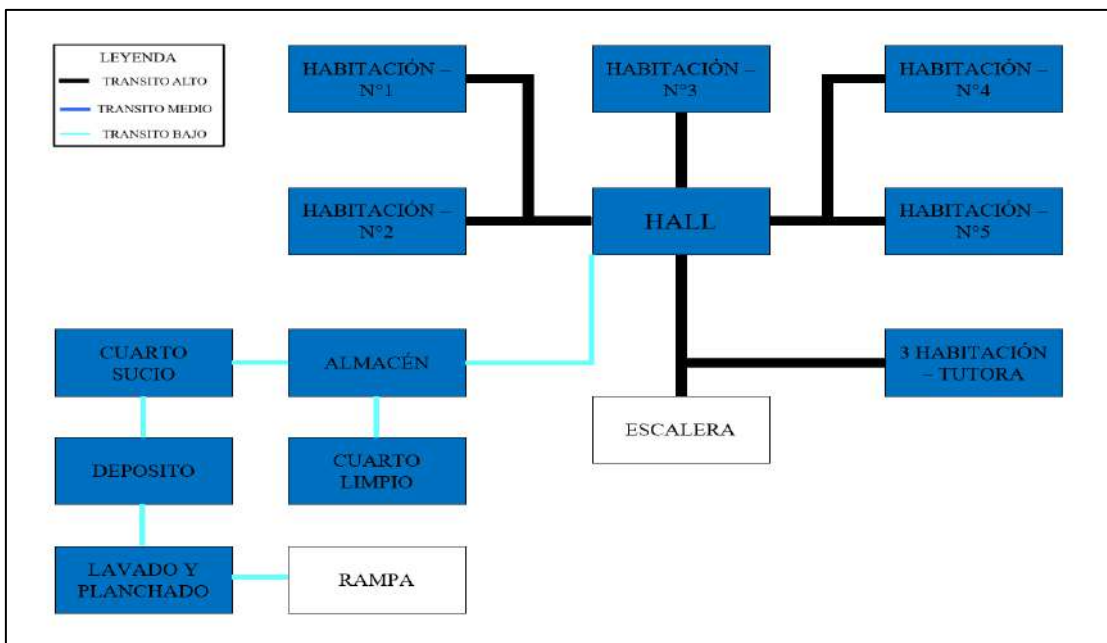 LEYENDA
TRANSITO ALTO
TRANSITO MEDIO
TRANSITO BAJO
HABITACIÓN –
N°1
HABITACIÓN –
N°3
HABITACIÓN –
N°4
HABITACIÓN –
N°2
HALL
HABITACIÓN –
N°5
CUARTO
SUCIO
ALMACÉN
3 HABITACIÓN
– TUTORA
ESCALERA
DEPOSITO
CUARTO
LIMPIO
LAVADO Y
PLANCHADO
RAMPA